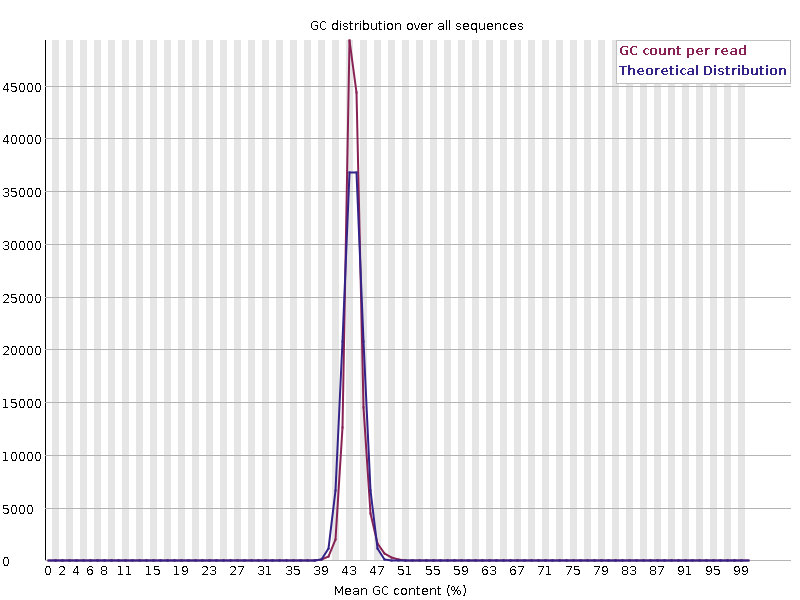 GC distribution over all sequences
GC count per read
Theoretical Distribution
45000
40000
35000
30000
25000
20000
15000
10000
5000
0
0 2 4 6 8 11 15 19 23 27 31 35 39 43 47 51 55 59 63 67 71 75 79 83 87 91 95 99
Mean GC content (%)